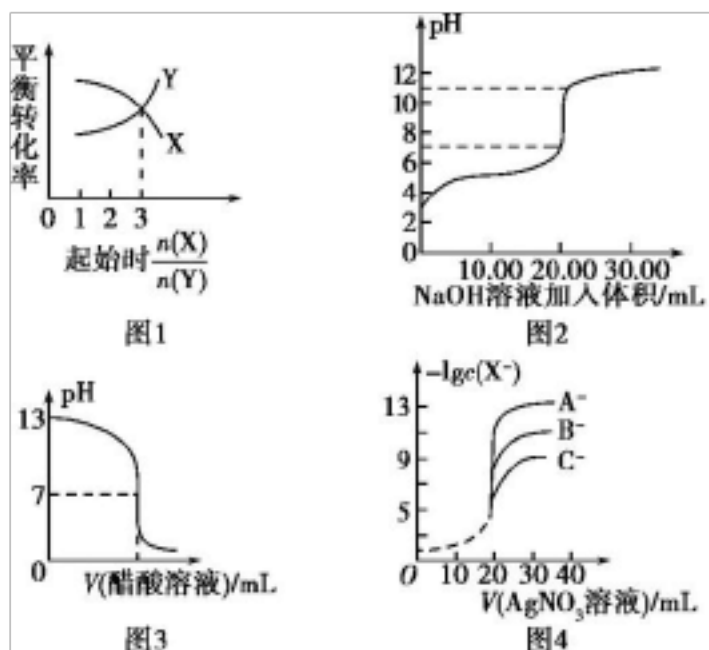 平衡转化率
Y
X
0 1 2 3
起始时 n(X)/n(Y)
图1
pH
12
10
8
6
4
2
0
10.00 20.00 30.00
NaOH溶液加入体积/mL
图2
pH
13
7
0
V(醋酸溶液)/mL
图3
-lgc(X⁻)
13
9
5
A⁻
B⁻
C⁻
O 10 20 30 40
V(AgNO₃溶液)/mL
图4